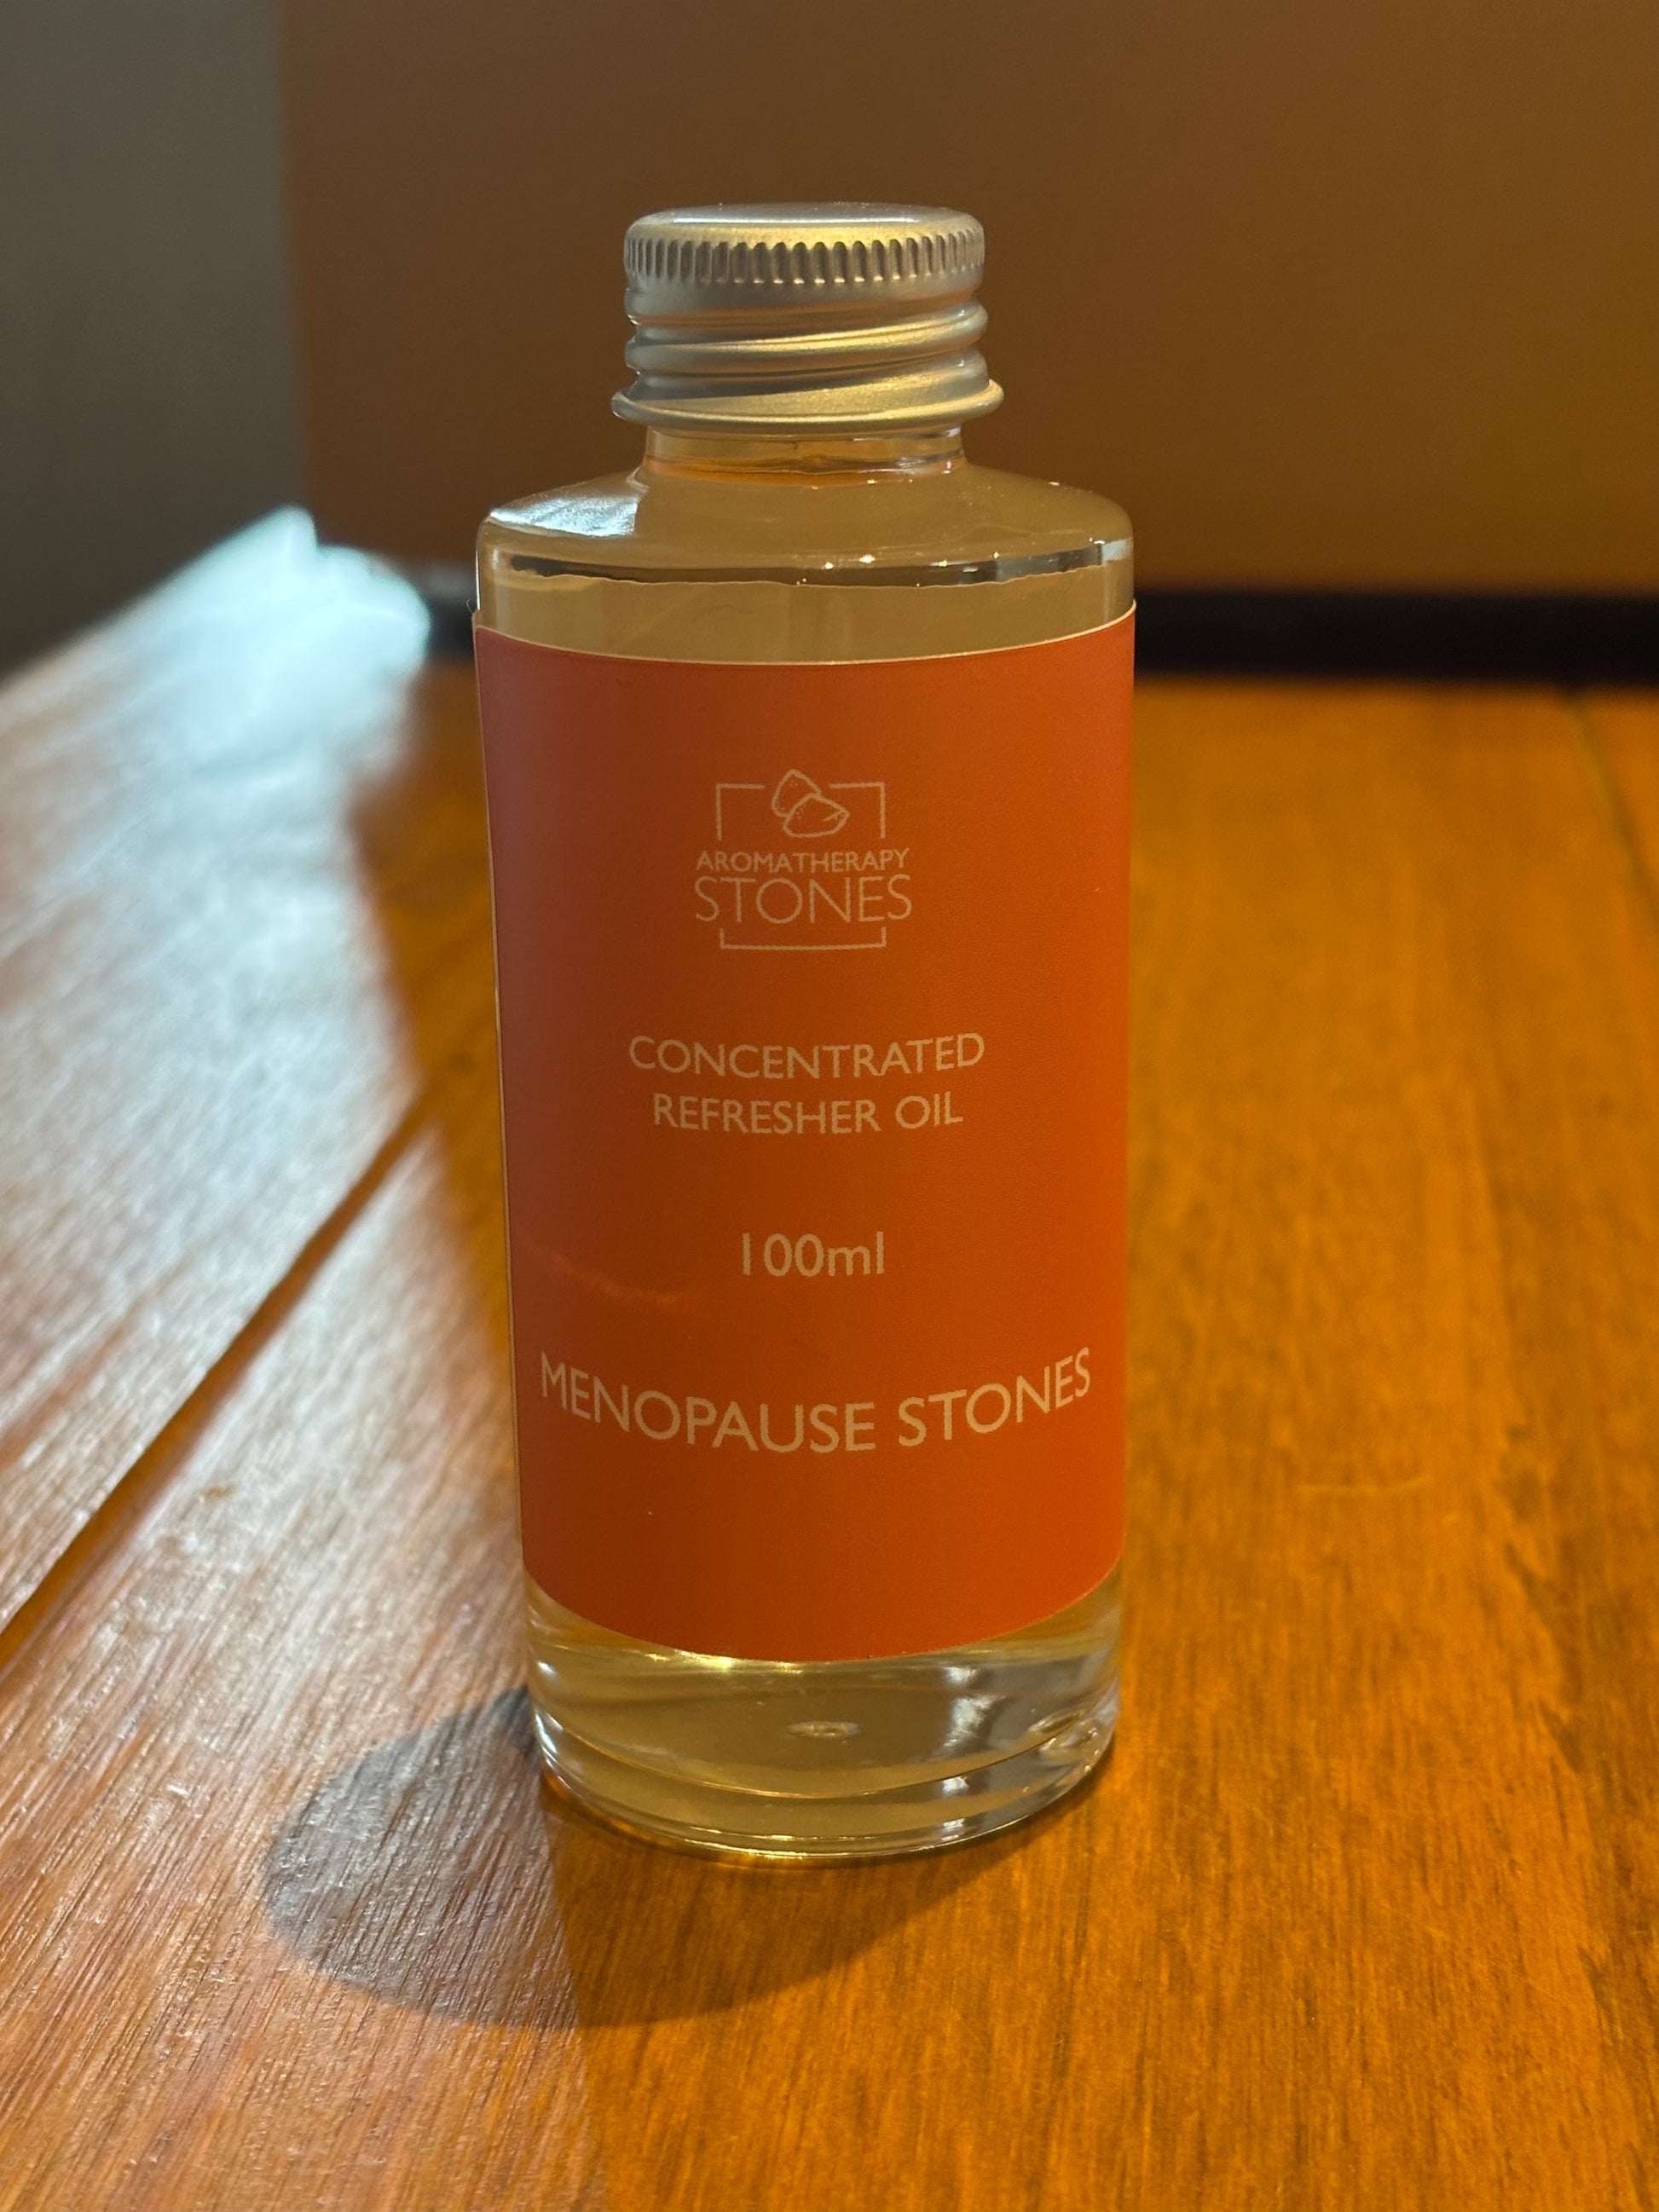 AROMATHERAPY
STONES
CONCENTRATED
REFRESHER OIL
100ml
MENOPAUSE STONES